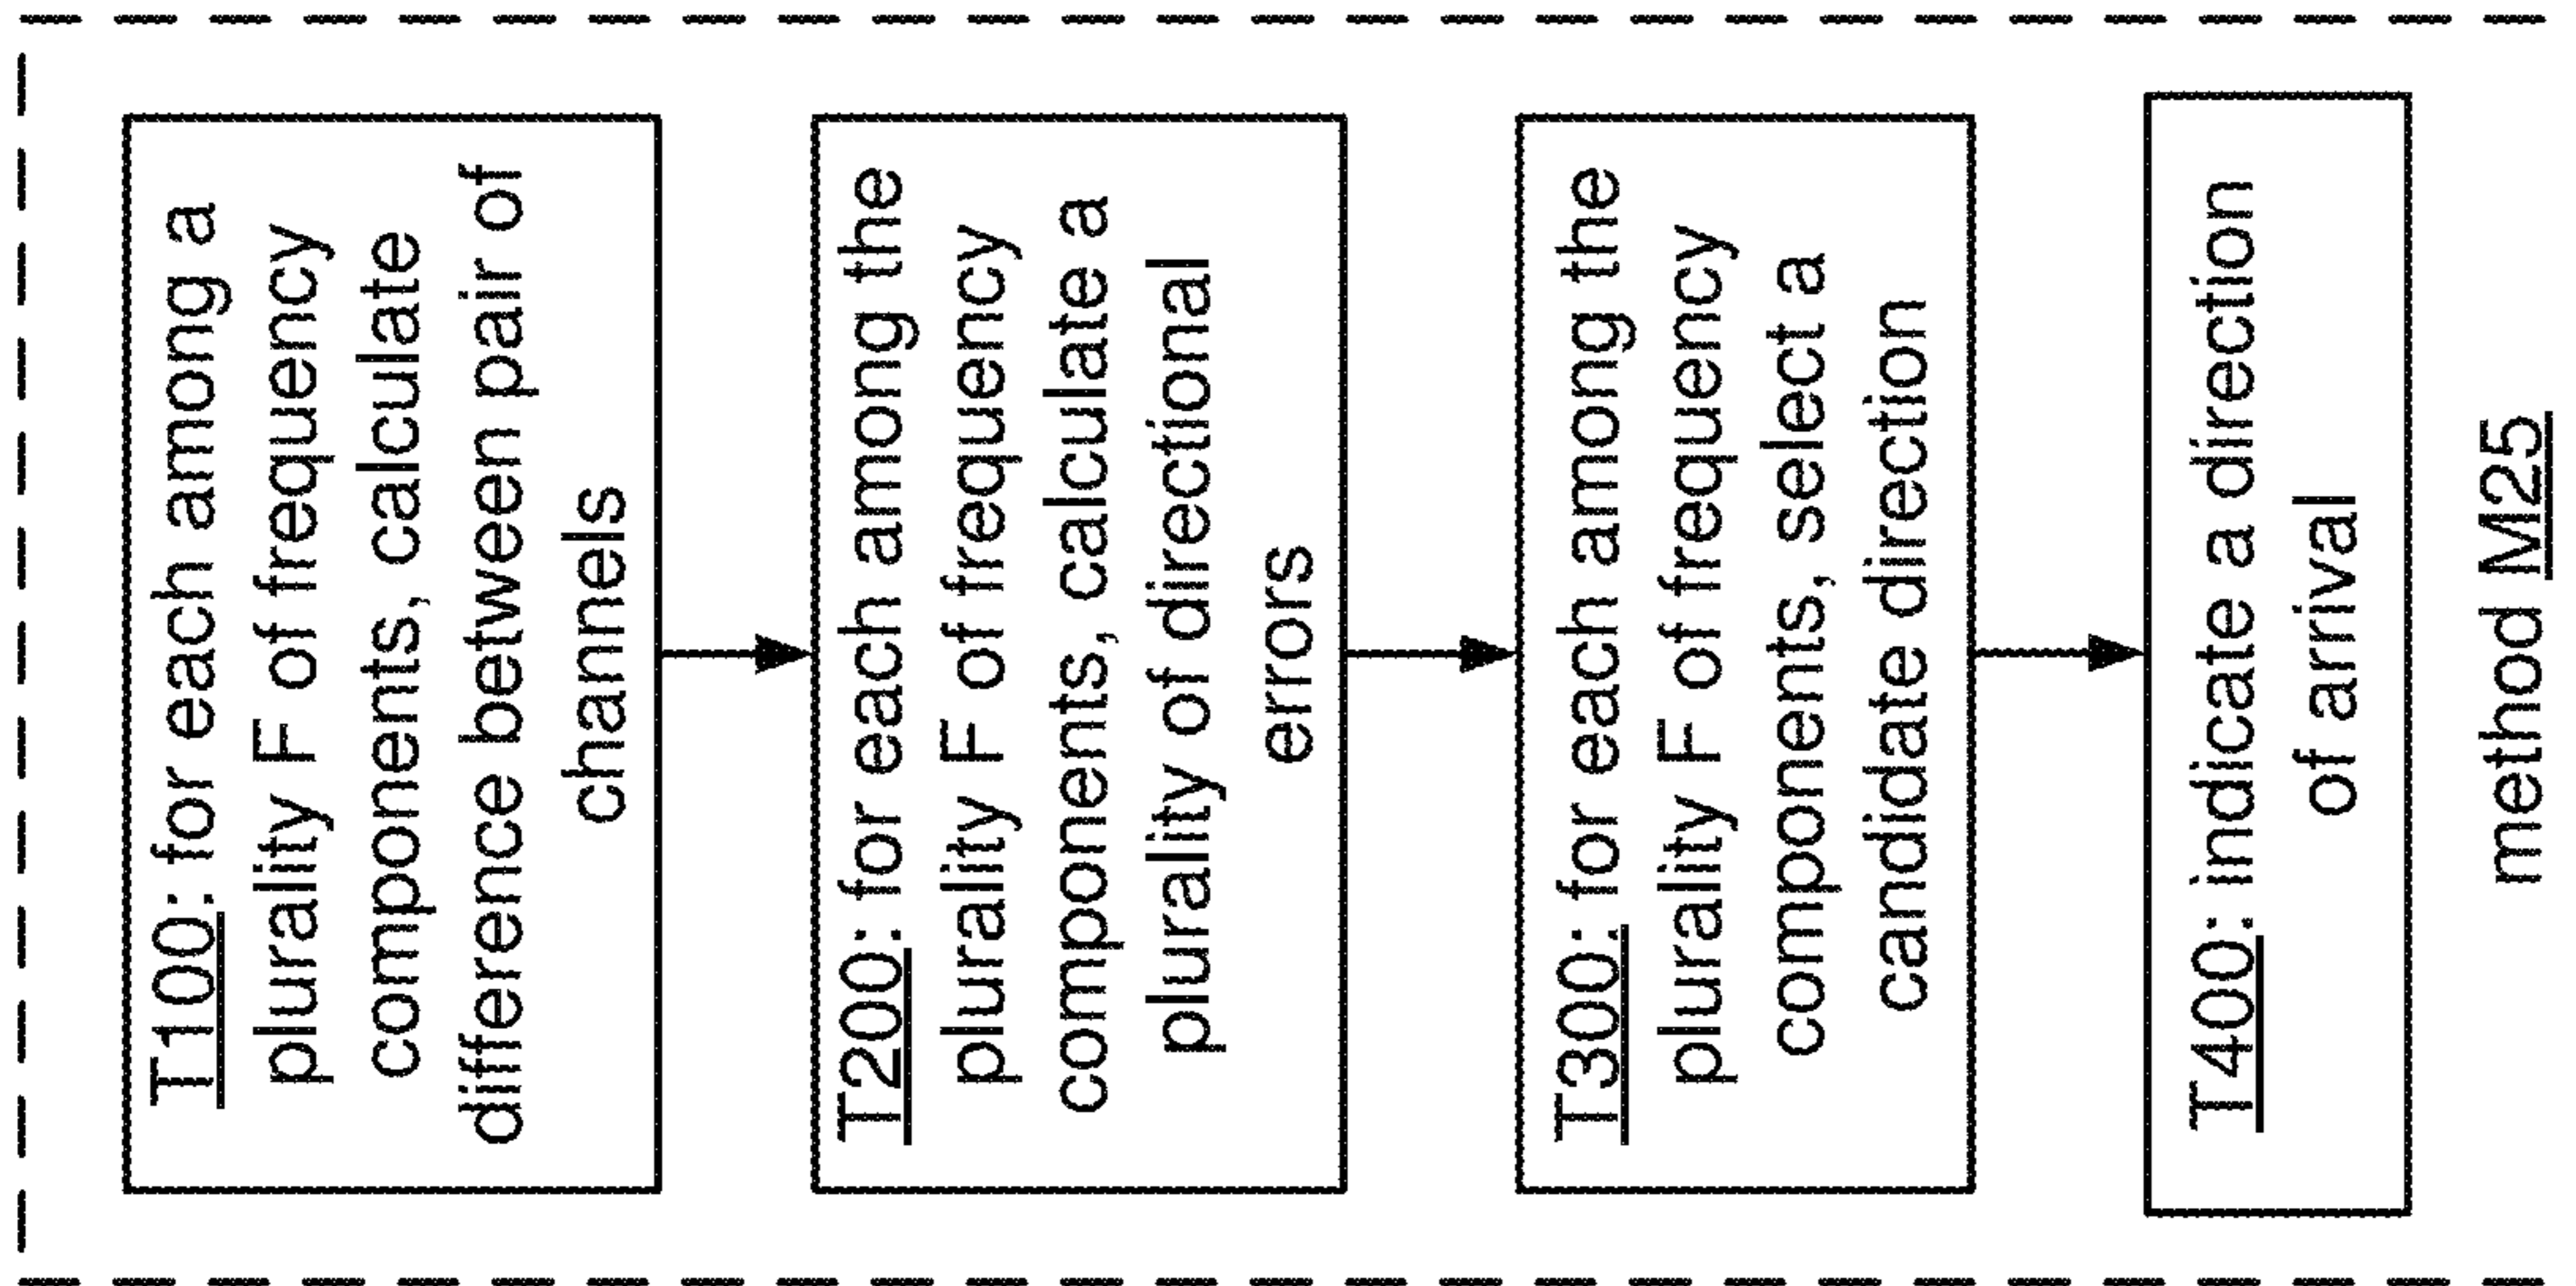 T100: for each among a
plurality F of frequency
components, calculate
difference between pair of
channels
T200: for each among the
plurality F of frequency
components, calculate a
plurality of directional
errors
T300: for each among the
plurality F of frequency
components, select a
candidate direction
T400: indicate a direction
of arrival
method M25